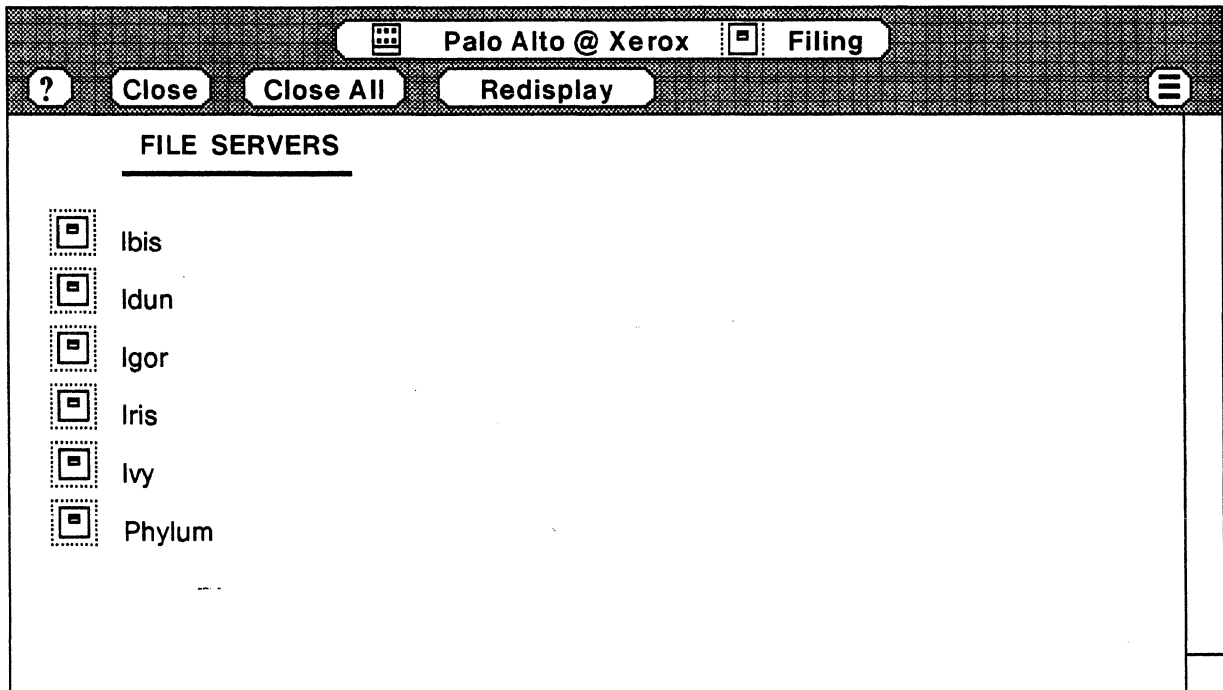 Palo Alto @ Xerox Filing
? Close Close All Redisplay
FILE SERVERS
Ibis
Idun
Igor
Iris
Ivy
Phylum